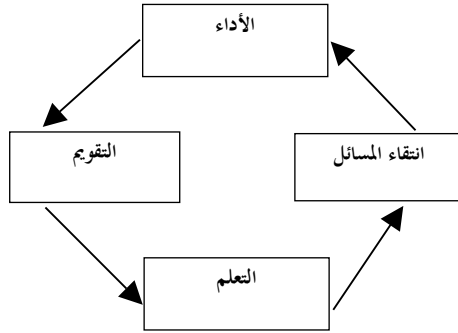 الأداء
انتقاء المسائل
التقويم
التعلم